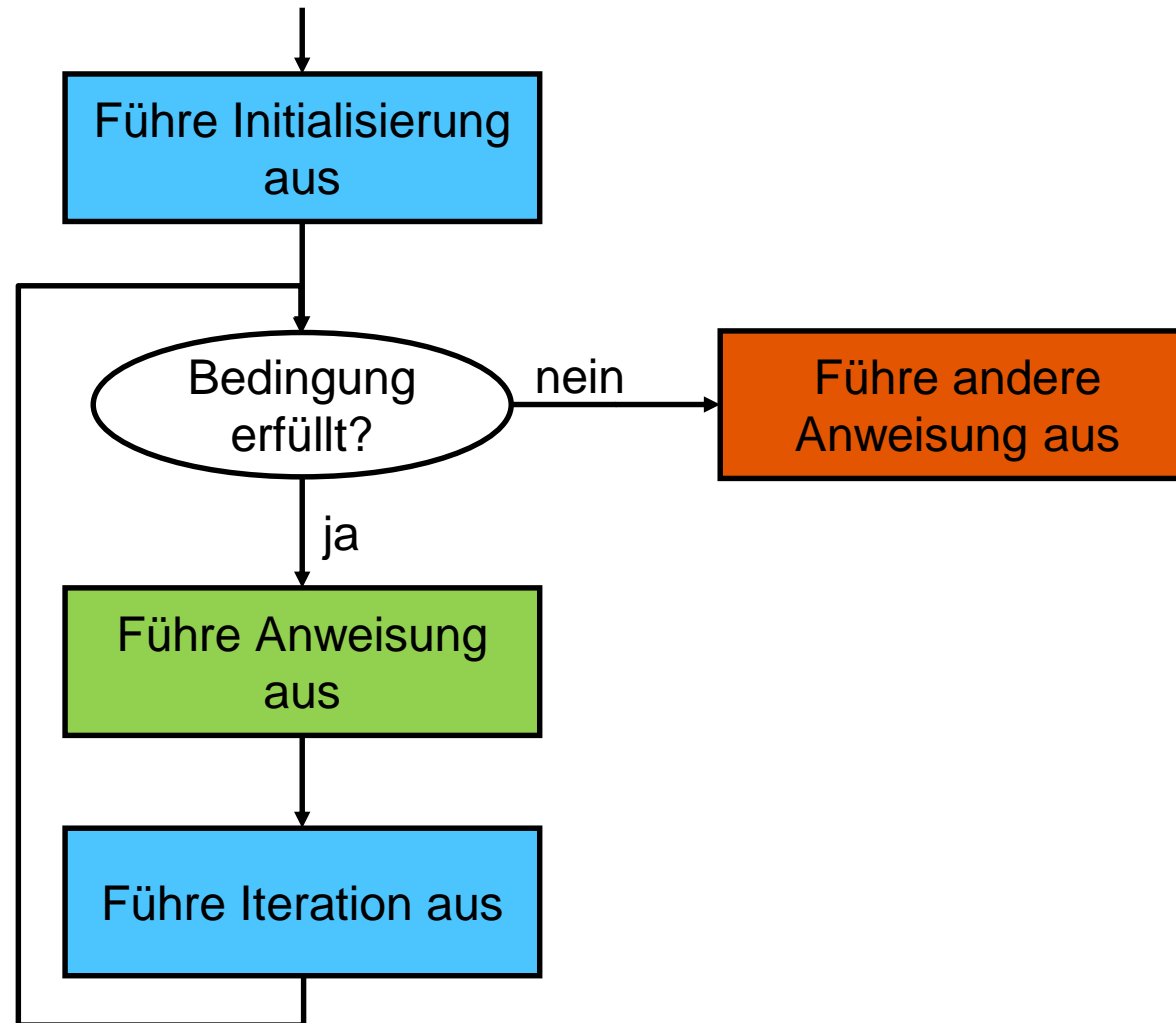 Führe Initialisierung
aus
Bedingung
erfüllt?
nein
Führe andere
Anweisung aus
ja
Führe Anweisung
aus
Führe Iteration aus